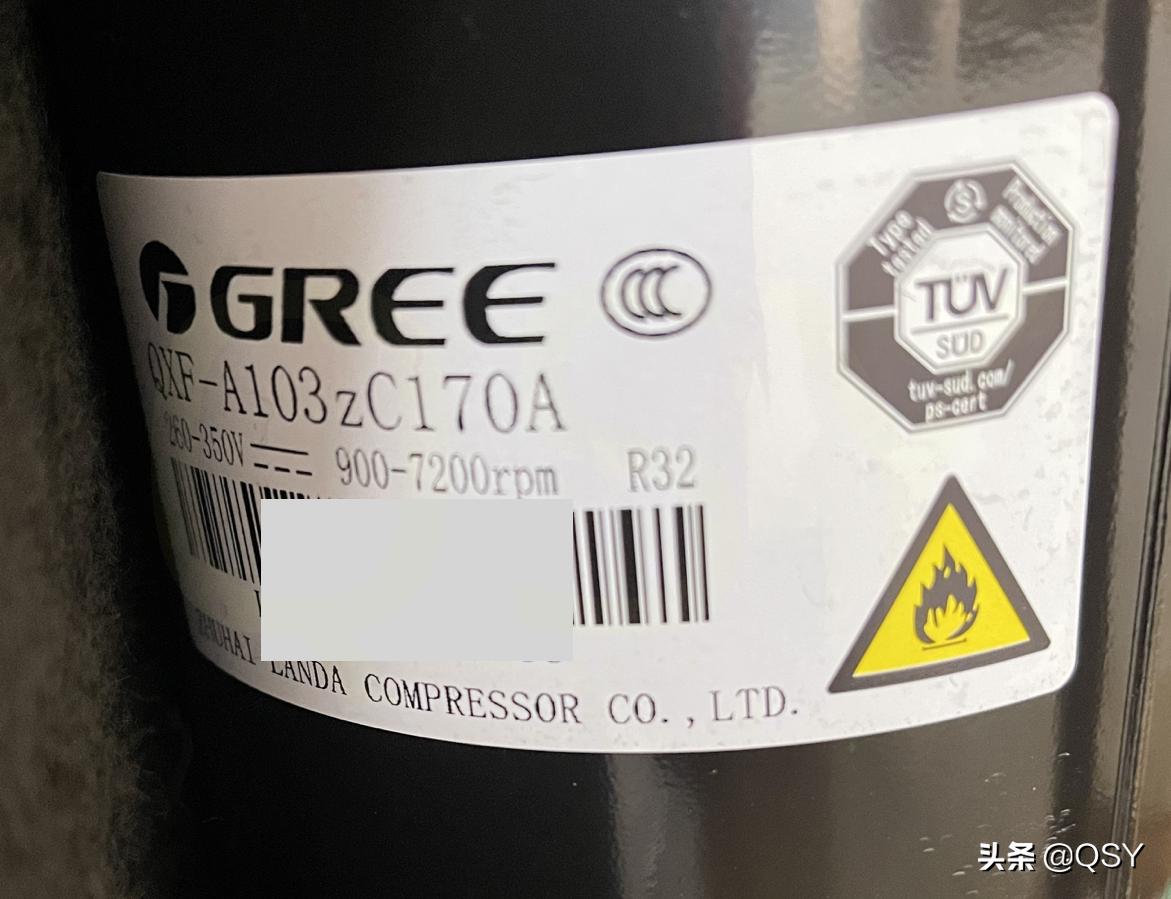 GREE
QXF-A103zC170A
260-350V 900-7200rpm R32
ZHUHAI LANDA COMPRESSOR CO.,LTD.
Type tested
Production monitored
TÜV
SÜD
tuv-sud.com/
ps-cert
头条 @QSY